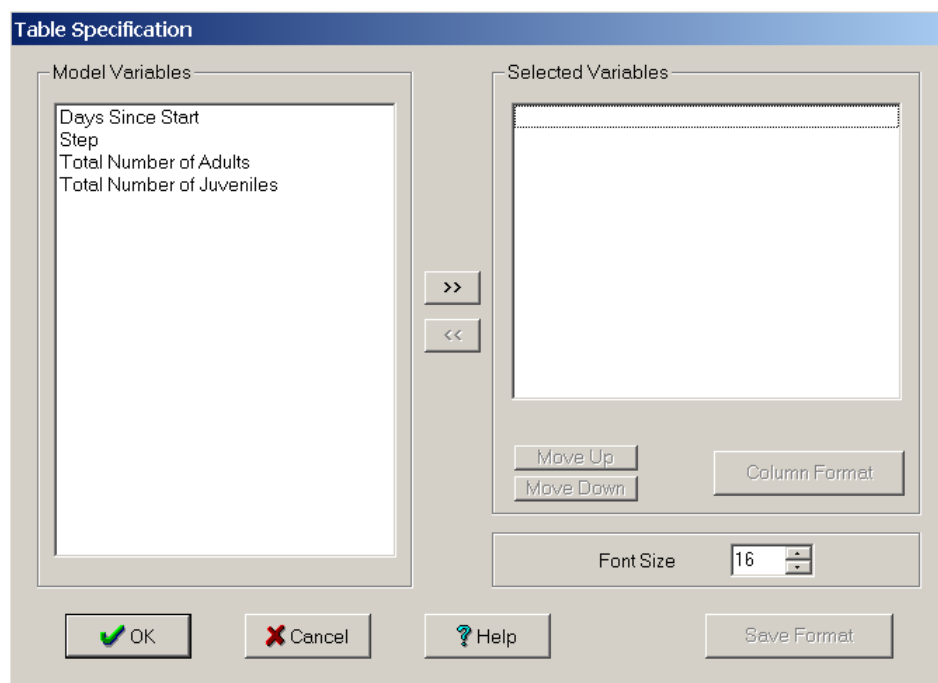 Table Specification
Model Variables
Days Since Start
Step
Total Number of Adults
Total Number of Juveniles
>>
<<
Selected Variables
Move Up
Move Down
Column Format
Font Size
16
OK
Cancel
Help
Save Format